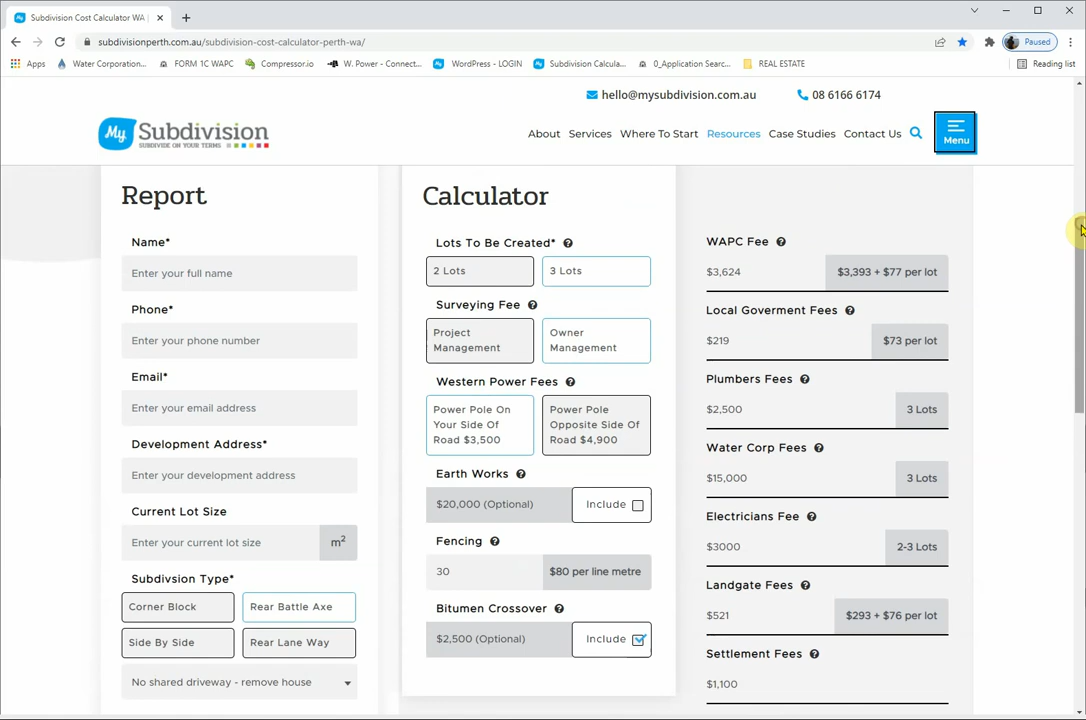 Subdivision Cost Calculator WA |
subdivisionperth.com.au/subdivision-cost-calculator-perth-wa/
Paused
Apps
Water Corporation...
FORM 1C WAPC
Compressor.io
W. Power - Connect...
WordPress - LOGIN
Subdivision Calcula...
0_Application Searc...
REAL ESTATE
Reading list
hello@mysubdivision.com.au
08 6166 6174
My Subdivision
SUBDIVIDE ON YOUR TERMS
About
Services
Where To Start
Resources
Case Studies
Contact Us
Menu
Report
Name*
Enter your full name
Phone*
Enter your phone number
Email*
Enter your email address
Development Address*
Enter your development address
Current Lot Size
Enter your current lot size
m²
Subdivsion Type*
Corner Block
Rear Battle Axe
Side By Side
Rear Lane Way
No shared driveway - remove house
Calculator
Lots To Be Created*
2 Lots
3 Lots
Surveying Fee
Project
Management
Owner
Management
Western Power Fees
Power Pole On
Your Side Of
Road $3,500
Power Pole
Opposite Side Of
Road $4,900
Earth Works
$20,000 (Optional)
Include
Fencing
30
$80 per line metre
Bitumen Crossover
$2,500 (Optional)
Include
WAPC Fee
$3,624
$3,393 + $77 per lot
Local Goverment Fees
$219
$73 per lot
Plumbers Fees
$2,500
3 Lots
Water Corp Fees
$15,000
3 Lots
Electricians Fee
$3000
2-3 Lots
Landgate Fees
$521
$293 + $76 per lot
Settlement Fees
$1,100